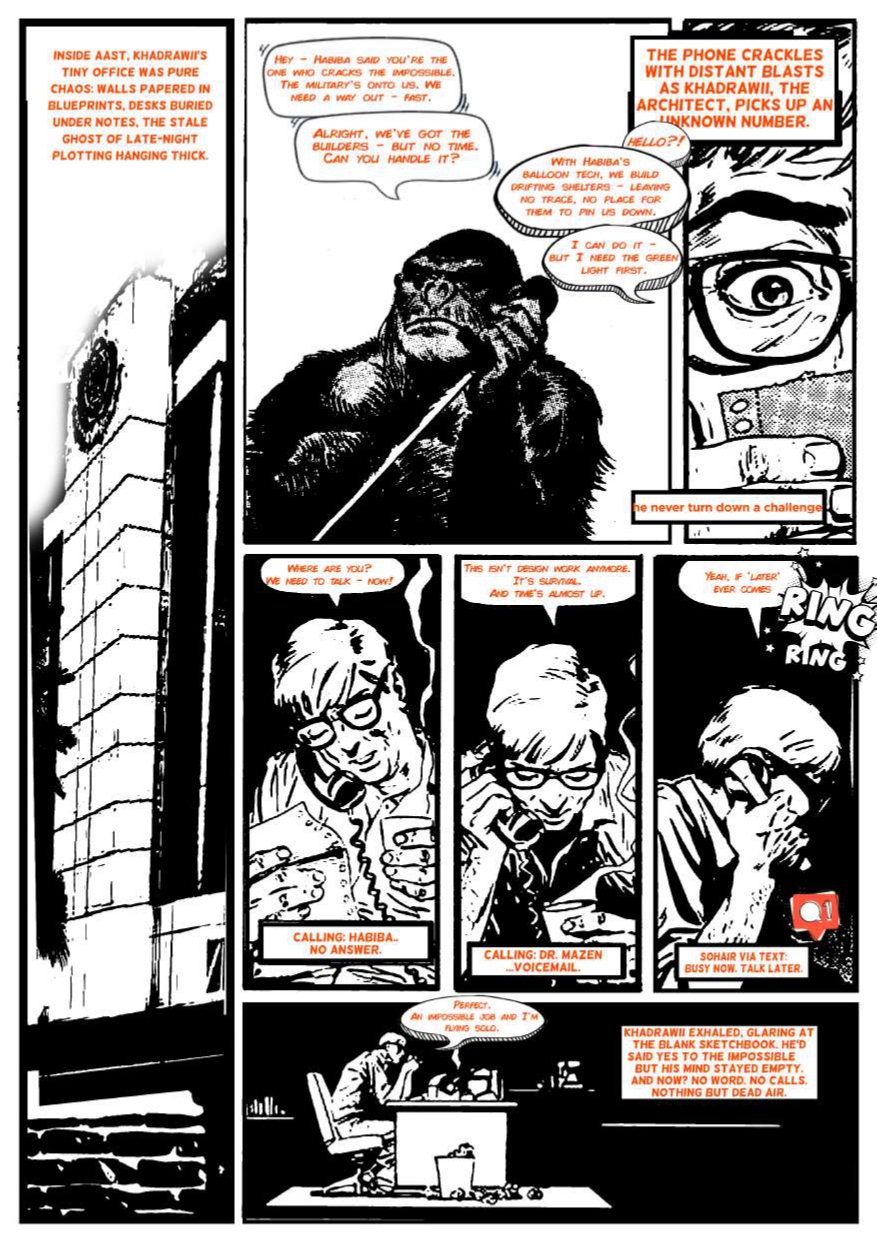 INSIDE AAST, KHADRAWII'S
TINY OFFICE WAS PURE
CHAOS: WALLS PAPERED IN
BLUEPRINTS, DESKS BURIED
UNDER NOTES, THE STALE
GHOST OF LATE-NIGHT
PLOTTING HANGING THICK.
THE PHONE CRACKLES
WITH DISTANT BLASTS
AS KHADRAWII, THE
ARCHITECT, PICKS UP AN
UNKNOWN NUMBER.
HELLO?!
HEY - HABIBA SAID YOU'RE THE
ONE WHO CRACKS THE IMPOSSIBLE.
THE MILITARY'S ONTO US. WE
NEED A WAY OUT - FAST.
ALRIGHT, WE'VE GOT THE
BUILDERS - BUT NO TIME.
CAN YOU HANDLE IT?
WITH HABIBA'S
BALLOON TECH, WE BUILD
DRIFTING SHELTERS - LEAVING
NO TRACE, NO PLACE FOR
THEM TO PIN US DOWN.
I CAN DO IT -
BUT I NEED THE GREEN
LIGHT FIRST.
he never turn down a challenge
WHERE ARE YOU?
WE NEED TO TALK - NOW!
CALLING: HABIBA..
NO ANSWER.
THIS ISN'T DESIGN WORK ANYMORE.
IT'S SURVIVAL.
AND TIME'S ALMOST UP.
CALLING: DR. MAZEN
...VOICEMAIL.
YEAH, IF 'LATER'
EVER COMES
RING
RING
1
SOHAIR VIA TEXT:
BUSY NOW. TALK LATER.
PERFECT.
AN IMPOSSIBLE JOB AND I'M
FLYING SOLO.
KHADRAWII EXHALED, GLARING AT
THE BLANK SKETCHBOOK. HE'D
SAID YES TO THE IMPOSSIBLE
BUT HIS MIND STAYED EMPTY.
AND NOW? NO WORD. NO CALLS.
NOTHING BUT DEAD AIR.